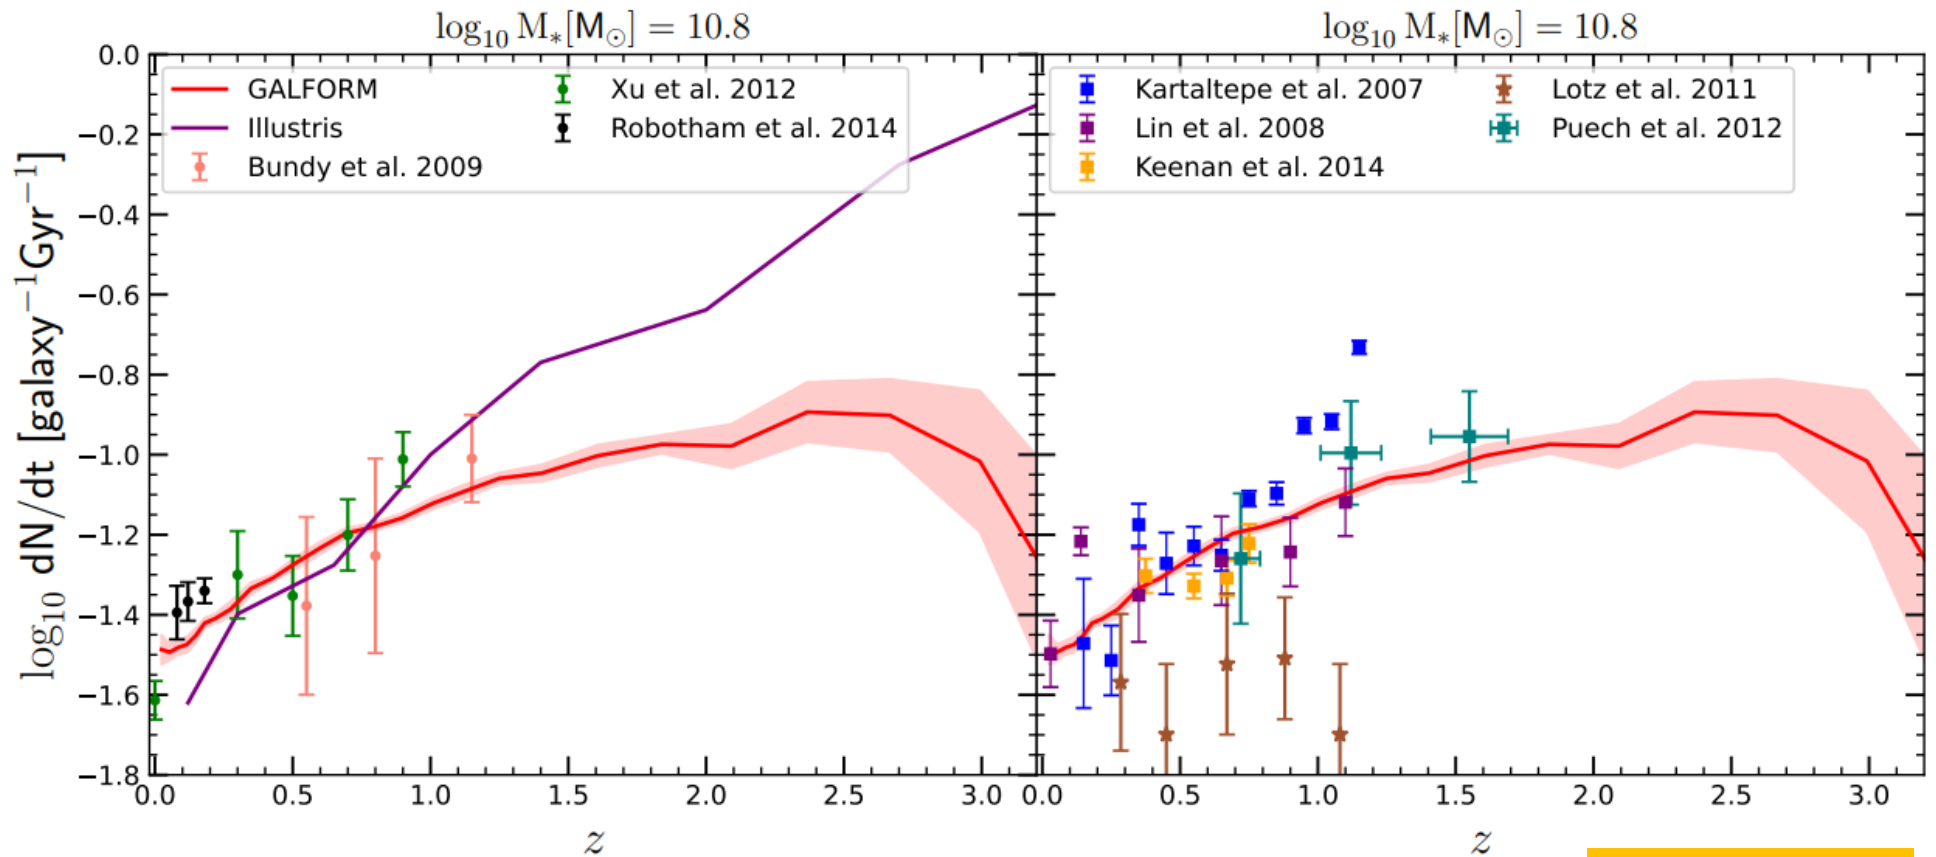 log₁₀ M∗[M⊙] = 10.8
log₁₀ M∗[M⊙] = 10.8
log₁₀ dN/dt [galaxy⁻¹Gyr⁻¹]
0.0
−0.2
−0.4
−0.6
−0.8
−1.0
−1.2
−1.4
−1.6
−1.8
GALFORM
Illustris
Bundy et al. 2009
Xu et al. 2012
Robotham et al. 2014
Kartaltepe et al. 2007
Lin et al. 2008
Keenan et al. 2014
Lotz et al. 2011
Puech et al. 2012
0.0 0.5 1.0 1.5 2.0 2.5 3.0
0.0 0.5 1.0 1.5 2.0 2.5 3.0
z
z